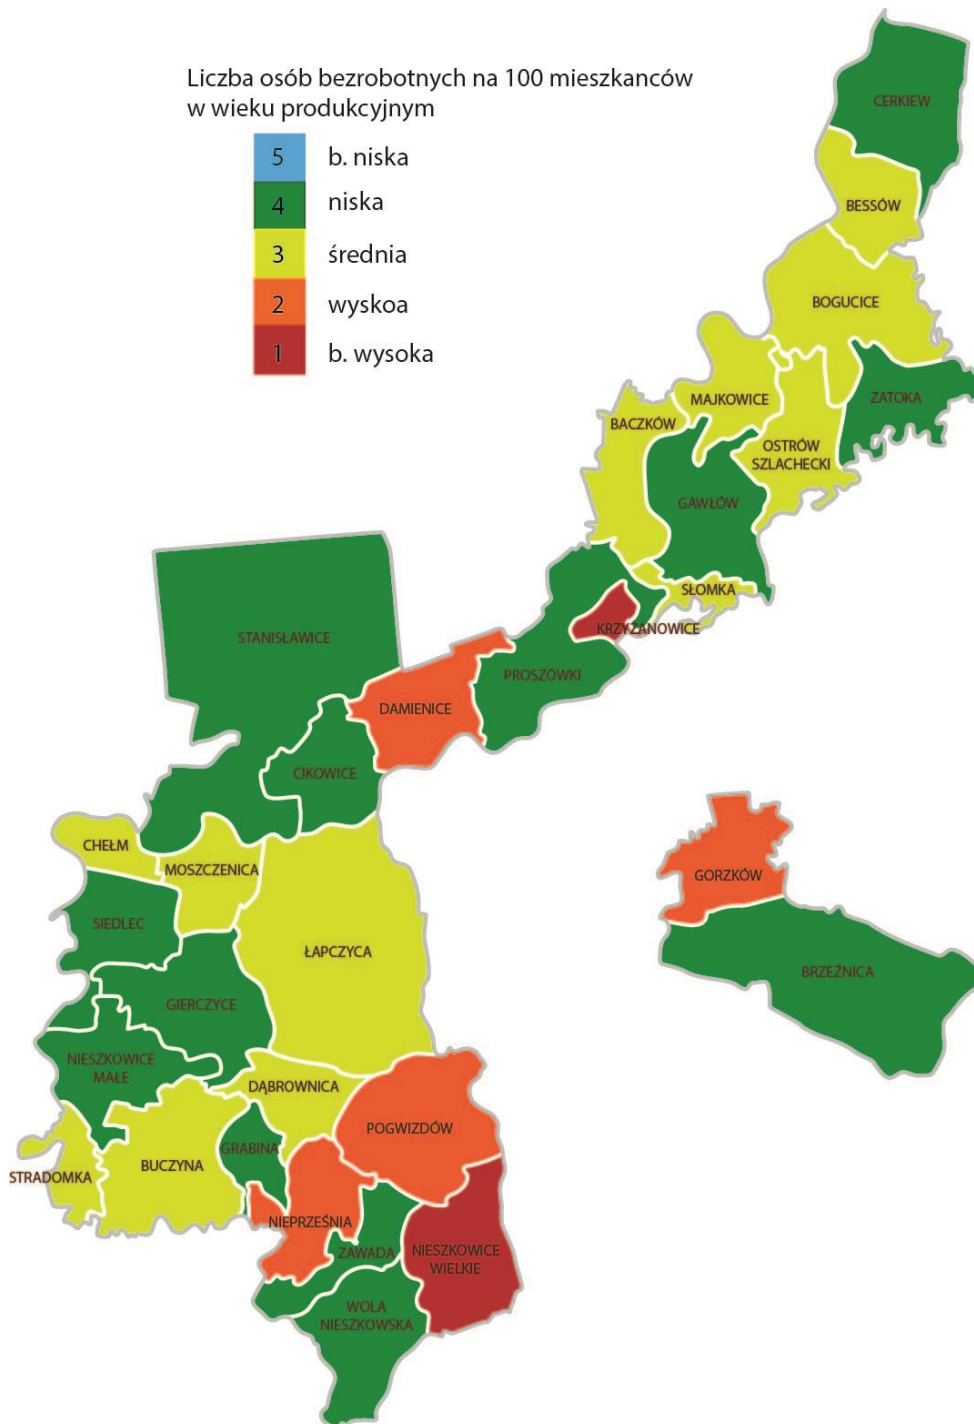 Liczba osób bezrobotnych na 100 mieszkanców
w wieku produkcyjnym
5 b. niska
4 niska
3 średnia
2 wyskoa
1 b. wysoka
CERKIEW
BESSÓW
BOGUCICE
ZATOKA
MAJKOWICE
BACZKÓW
OSTRÓW
SZLACHECKI
GAWŁÓW
SŁOMKA
KRZYŻANOWICE
STANISŁAWICE
PROSZÓWKI
DAMIENICE
CIKOWICE
CHEŁM
MOSZCZENICA
GORZKÓW
SIEDLEC
ŁAPCZYCA
BRZEŹNICA
GIERCZYCE
NIESZKOWICE
MAŁE
DĄBROWNICA
POGWIZDÓW
GRABINA
BUCZYNA
STRADOMKA
NIEPRZEŚNIA
ZAWADA
NIESZKOWICE
WIELKIE
WOLA
NIESZKOWSKA